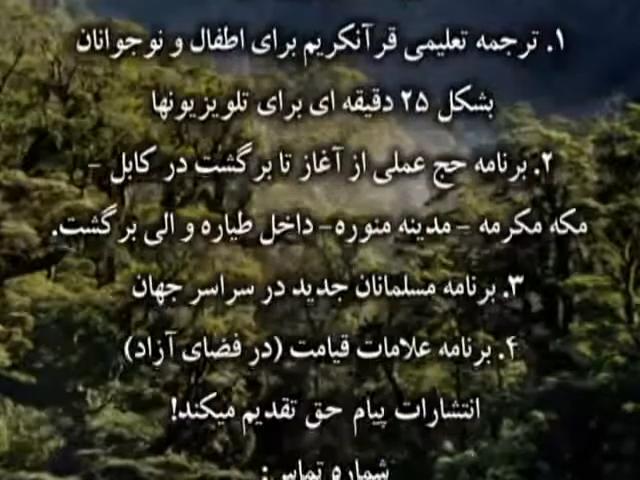 ۱. ترجمه تعلیمی قرآنکریم برای اطفال و نوجوانان
بشکل ۲۵ دقیقه ای برای تلویزیونها
۲. برنامه حج عملی از آغاز تا برگشت در کابل -
مکه مکرمه - مدینه منوره- داخل طیاره و الی برگشت.
۳. برنامه مسلمانان جدید در سراسر جهان
۴. برنامه علامات قیامت (در فضای آزاد)
انتشارات پیام حق تقدیم میکند!
شماره تماس: